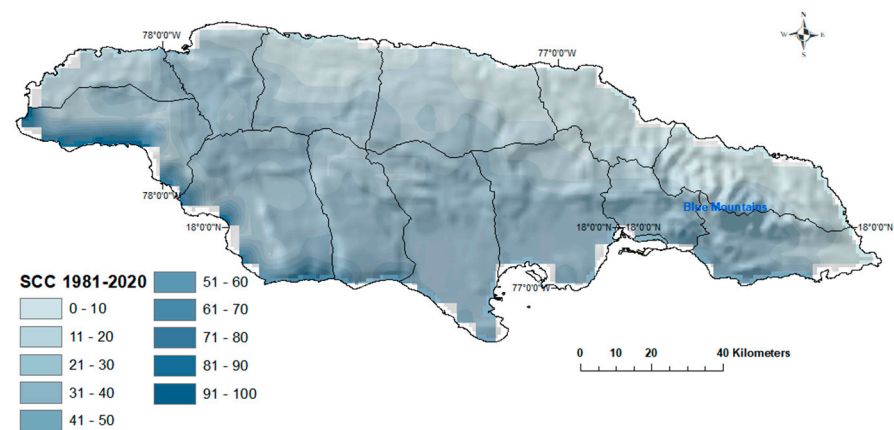 N
W E
S
78°0'0"W
77°0'0"W
78°0'0"W
Blue Mountains
18°0'0"N
18°0'0"N
18°0'0"N
18°0'0"N
77°0'0"W
SCC 1981-2020
0 - 10
11 - 20
21 - 30
31 - 40
41 - 50
51 - 60
61 - 70
71 - 80
81 - 90
91 - 100
0 10 20 40 Kilometers